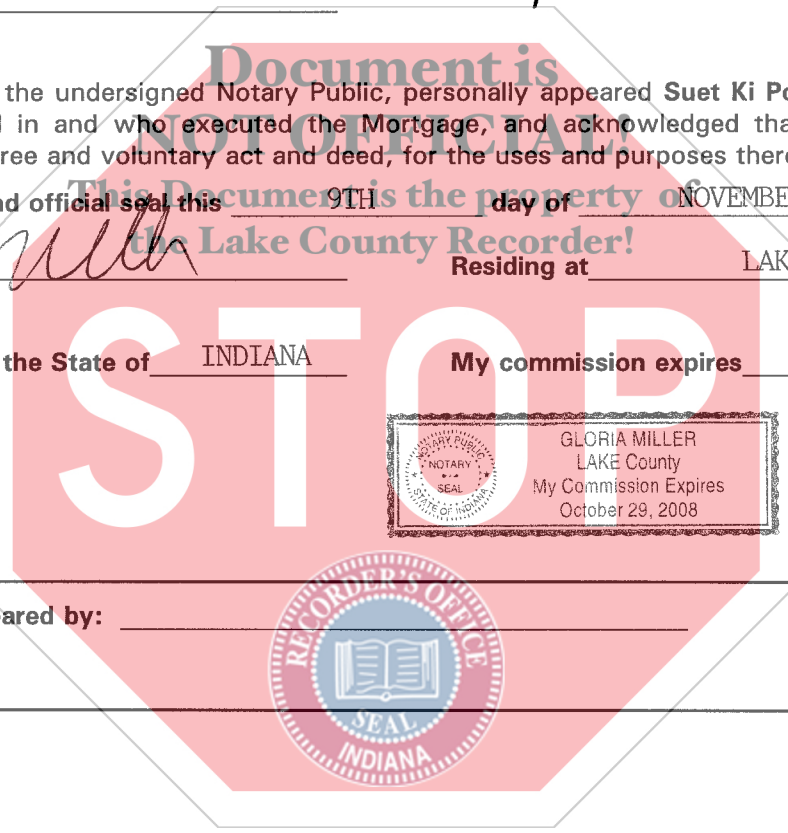 Document is
the undersigned Notary Public, personally appeared Suet Ki Po
in and who executed the Mortgage, and acknowledged tha
NOT OFFICIAL!
ree and voluntary act and deed, for the uses and purposes there
This Document is the property of
nd official seal this 9TH day of NOVEMBE
the Lake County Recorder!
Residing at LAK
STOP
the State of INDIANA My commission expires
GLORIA MILLER
LAKE County
My Commission Expires
October 29, 2008
NOTARY PUBLIC
NOTARY
SEAL
STATE OF INDIANA
ared by:
RECORDER'S OFFICE
SEAL
INDIANA